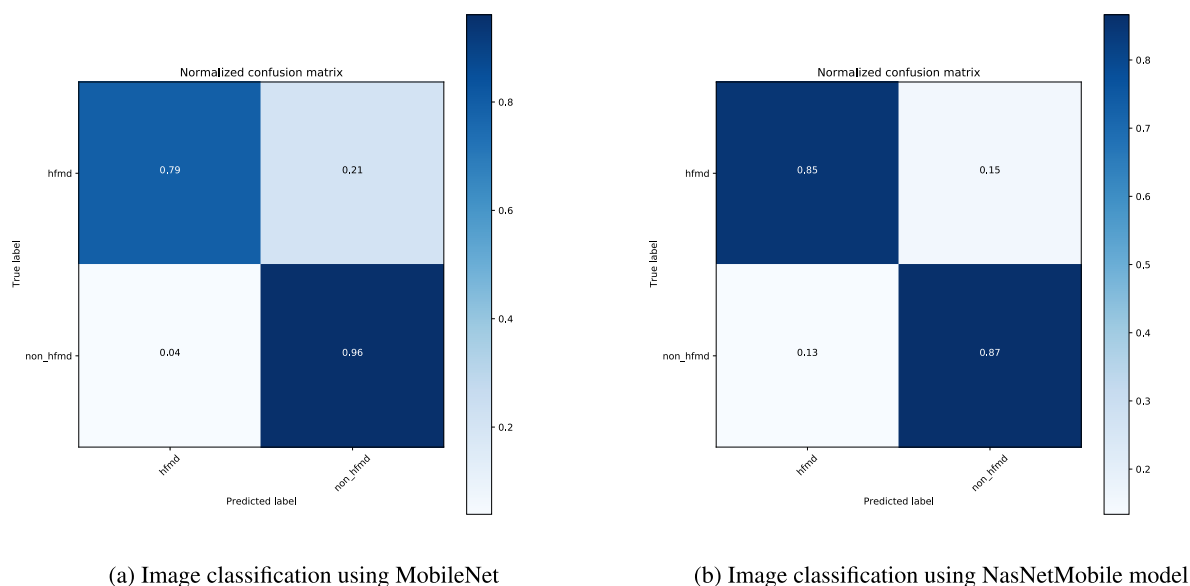 Normalized confusion matrix
True label
hfmd
non_hfmd
0.79
0.21
0.04
0.96
hfmd
non_hfmd
Predicted label
0.8
0.6
0.4
0.2
(a) Image classification using MobileNet
Normalized confusion matrix
True label
hfmd
non_hfmd
0.85
0.15
0.13
0.87
hfmd
non_hfmd
Predicted label
0.8
0.7
0.6
0.5
0.4
0.3
0.2
(b) Image classification using NasNetMobile model